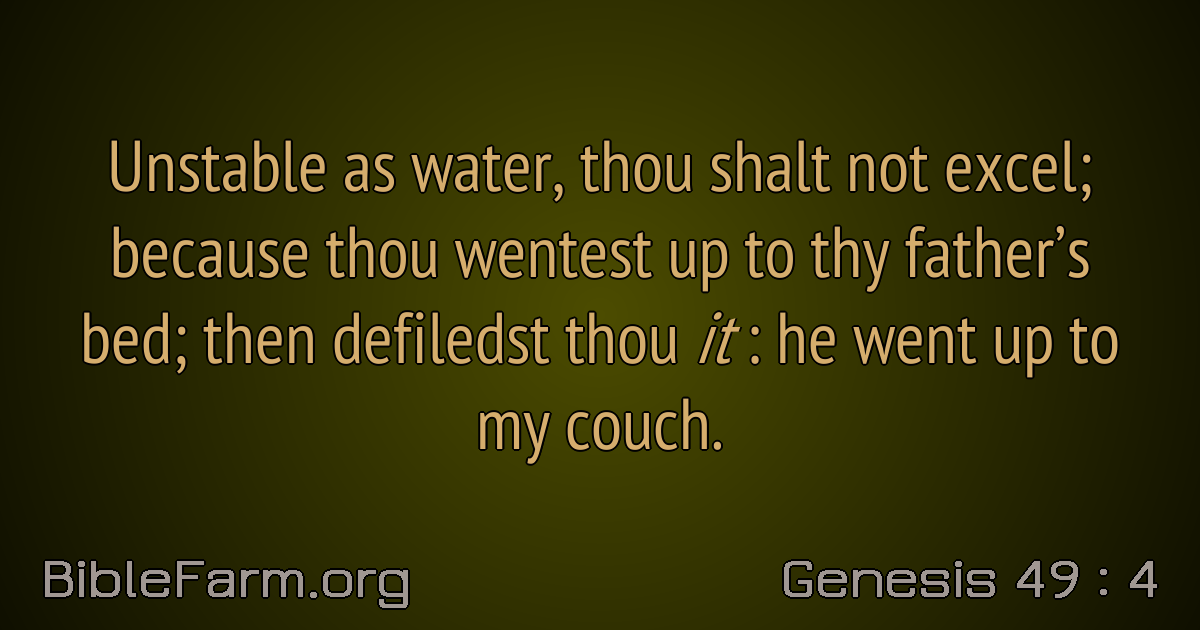 Unstable as water, thou shalt not excel;
because thou wentest up to thy father’s
bed; then defiledst thou it : he went up to
my couch.
BibleFarm.org
Genesis 49 : 4